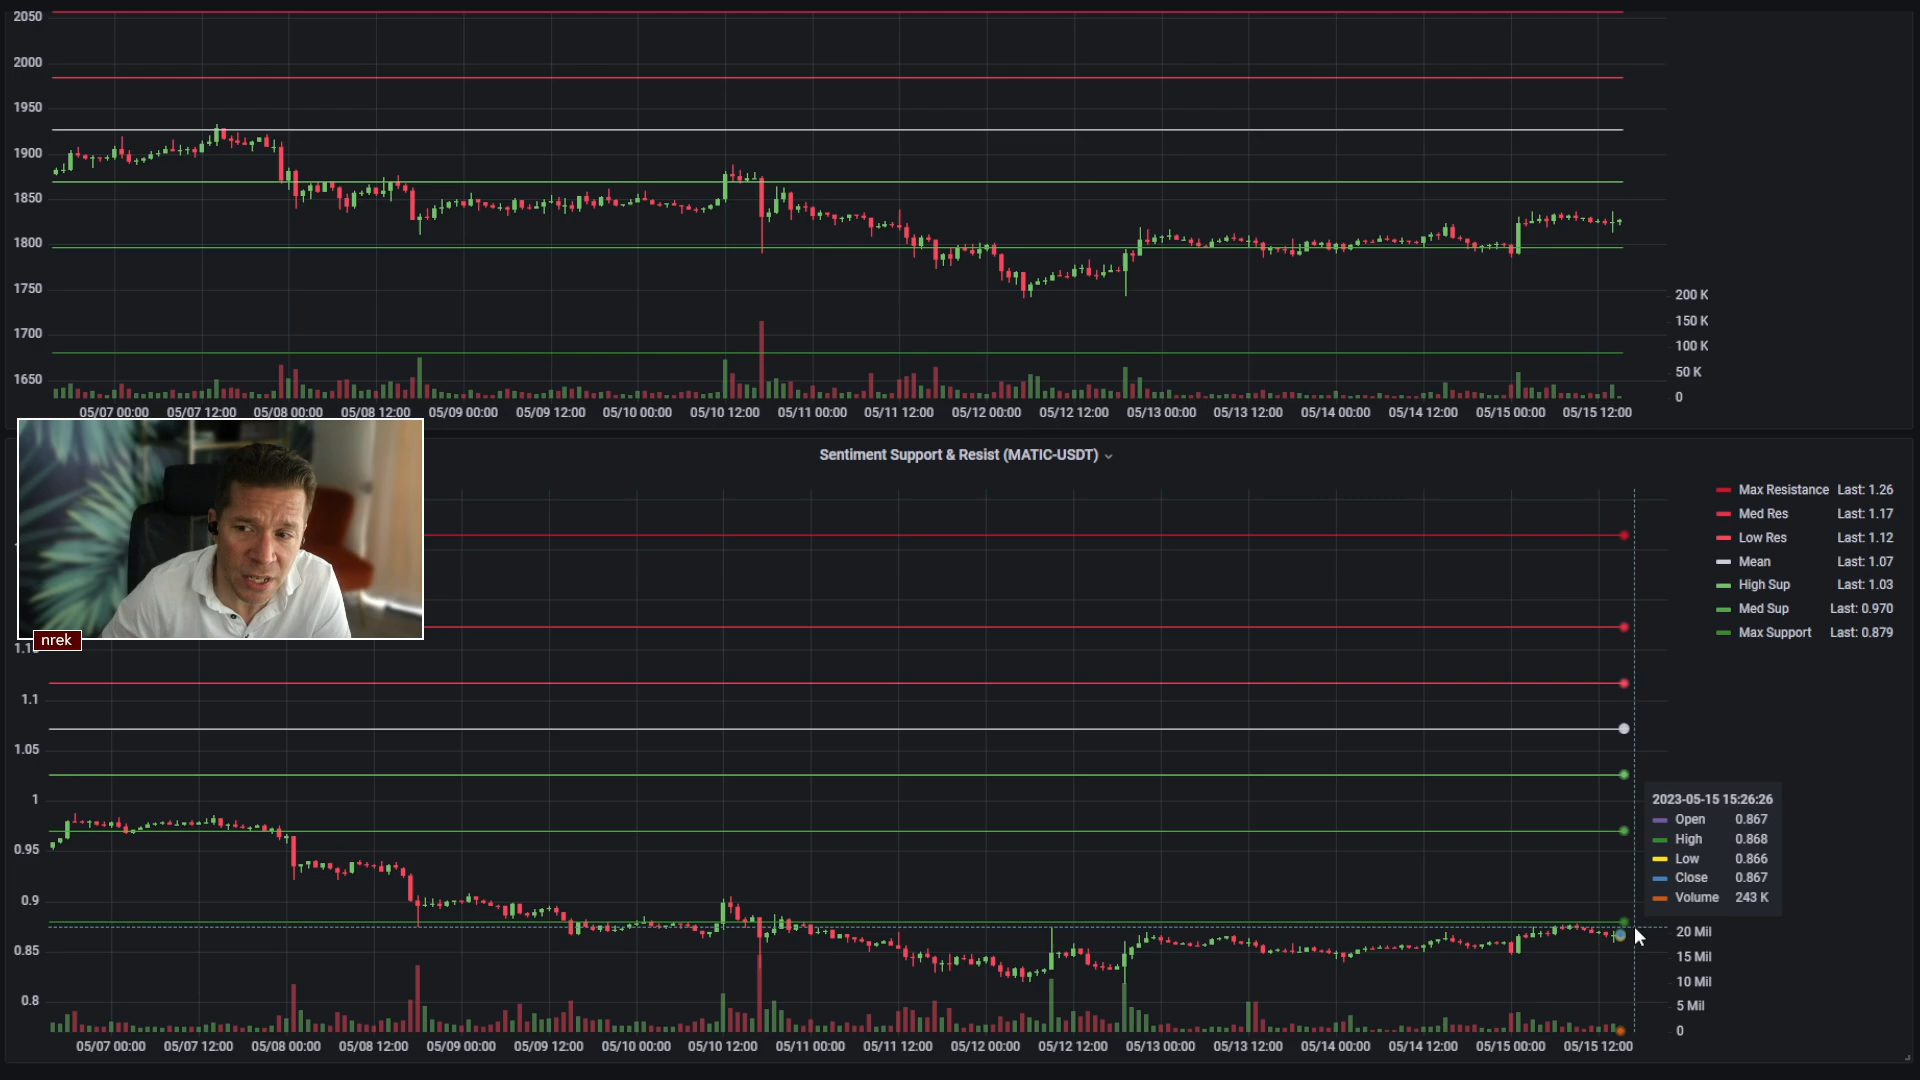 2050
2000
1950
1900
1850
1800
1750
1700
1650
200 K
150 K
100 K
50 K
0
05/07 00:00 05/07 12:00 05/08 00:00 05/08 12:00 05/09 00:00 05/09 12:00 05/10 00:00 05/10 12:00 05/11 00:00 05/11 12:00 05/12 00:00 05/12 12:00 05/13 00:00 05/13 12:00 05/14 00:00 05/14 12:00 05/15 00:00 05/15 12:00
Sentiment Support & Resist (MATIC-USDT)
Max Resistance Last: 1.26
Med Res Last: 1.17
Low Res Last: 1.12
Mean Last: 1.07
High Sup Last: 1.03
Med Sup Last: 0.970
Max Support Last: 0.879
nrek
1.1
1.05
1
0.95
0.9
0.85
0.8
2023-05-15 15:26:26
Open 0.867
High 0.868
Low 0.866
Close 0.867
Volume 243 K
20 Mil
15 Mil
10 Mil
5 Mil
0
05/07 00:00 05/07 12:00 05/08 00:00 05/08 12:00 05/09 00:00 05/09 12:00 05/10 00:00 05/10 12:00 05/11 00:00 05/11 12:00 05/12 00:00 05/12 12:00 05/13 00:00 05/13 12:00 05/14 00:00 05/14 12:00 05/15 00:00 05/15 12:00